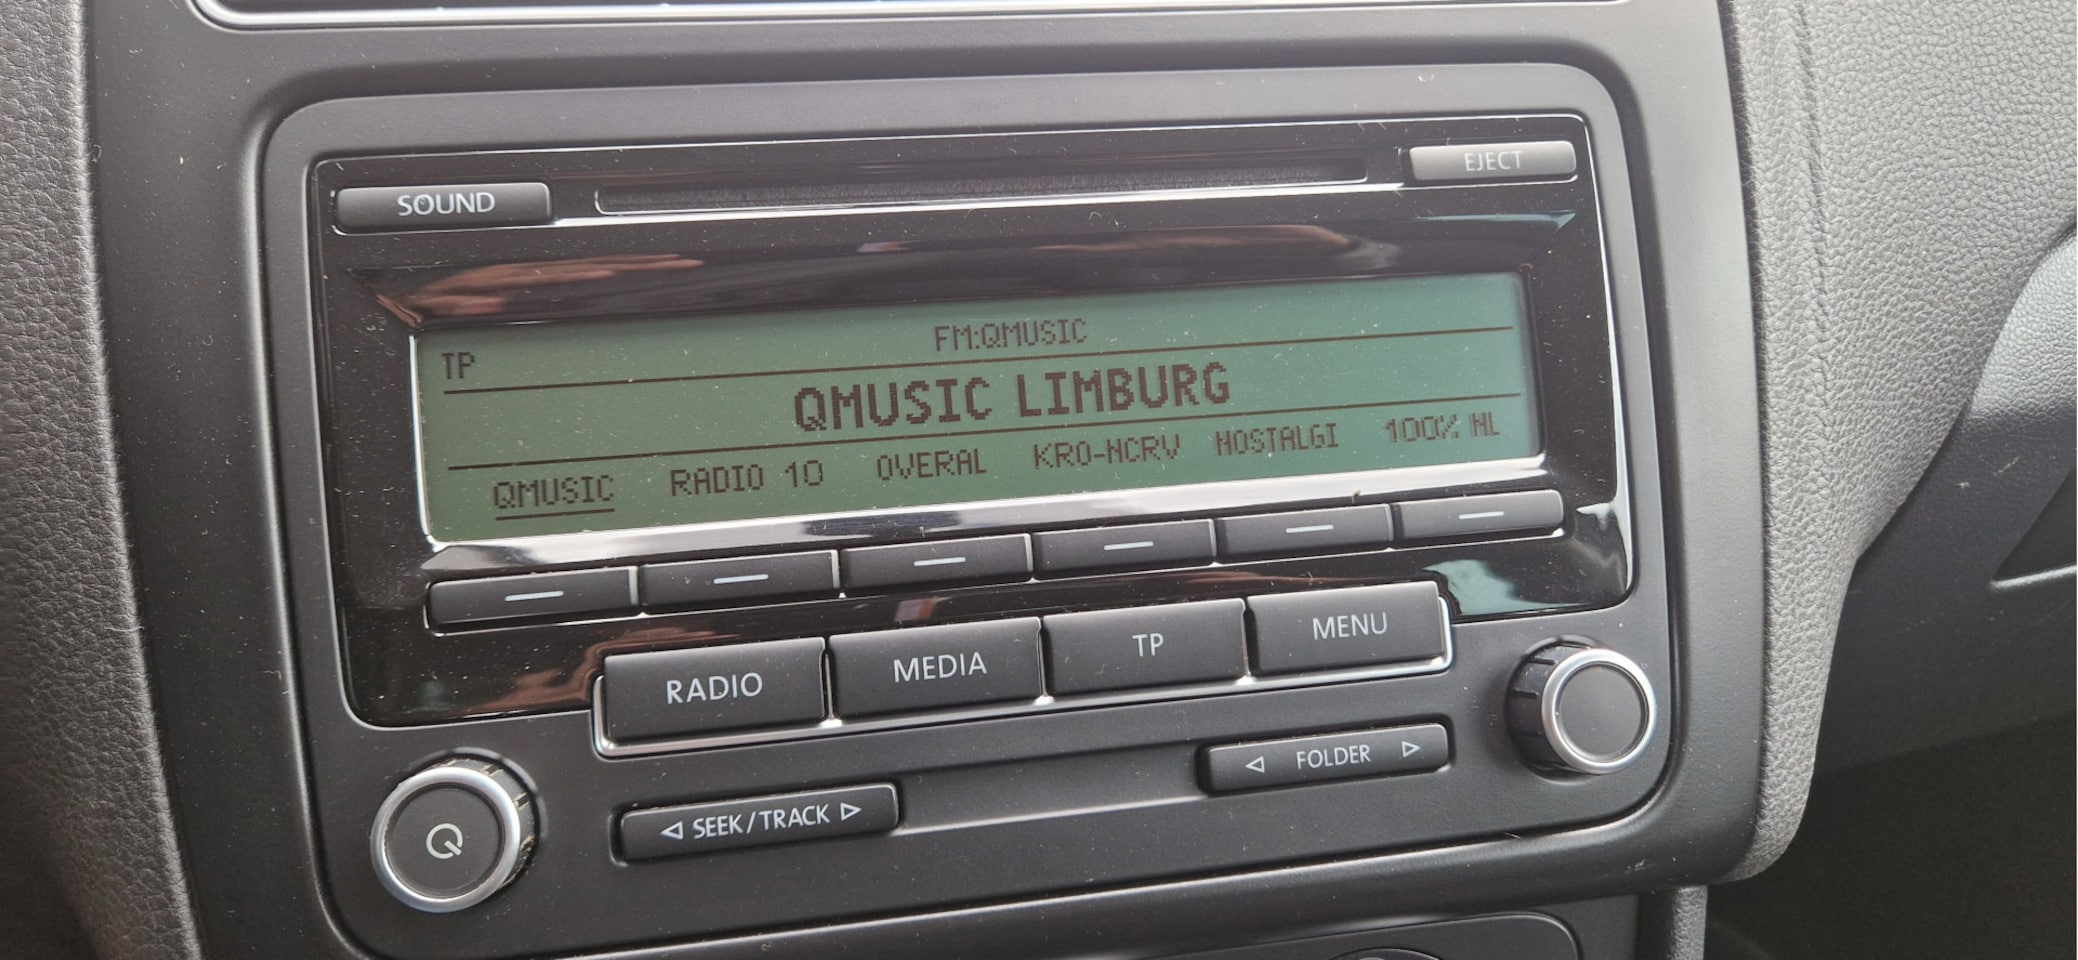 SOUND
EJECT
FM:QMUSIC
TP
QMUSIC LIMBURG
QMUSIC RADIO 10 OVERAL KRO-NCRV NOSTALGI 100% NL
RADIO MEDIA TP MENU
◁ SEEK/TRACK ▷
◁ FOLDER ▷